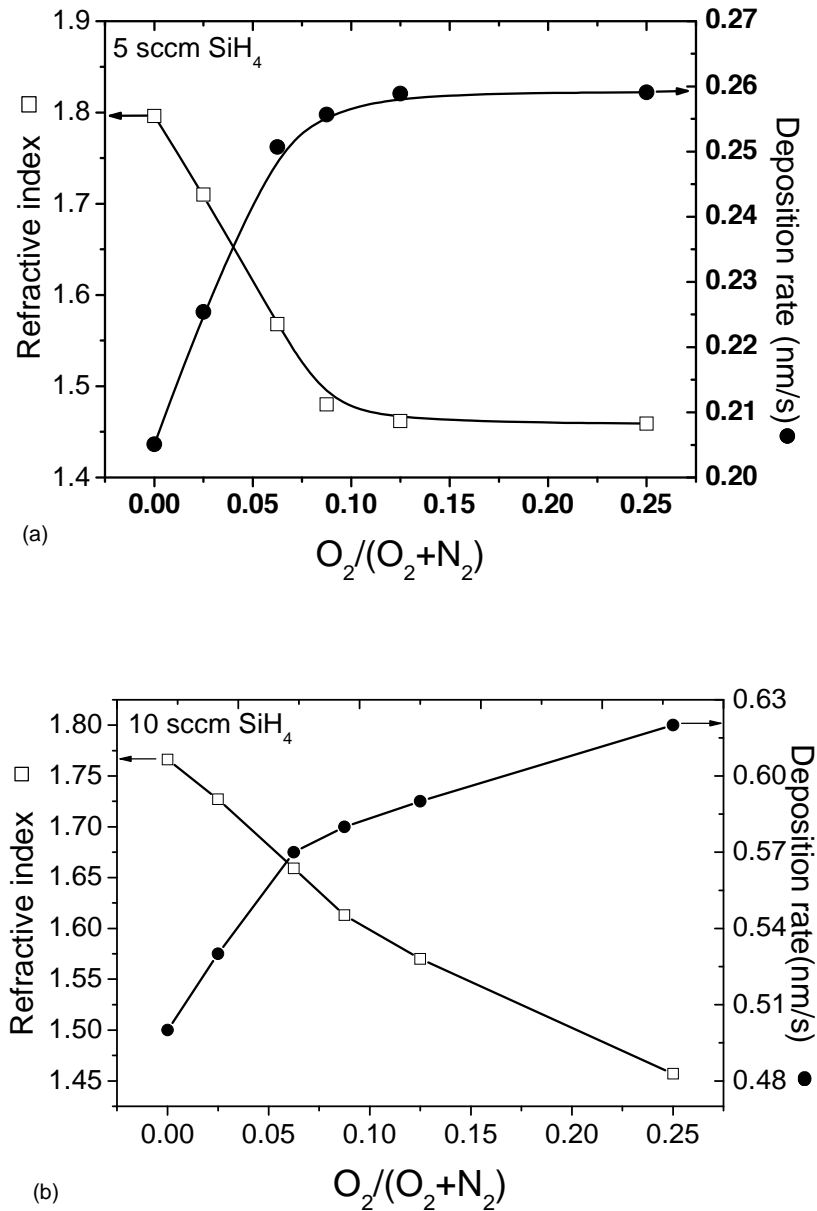 5 sccm SiH₄
Refractive index □
1.9
1.8
1.7
1.6
1.5
1.4
0.27
0.26
0.25
0.24
0.23
0.22
0.21
0.20
Deposition rate (nm/s) ●
0.00 0.05 0.10 0.15 0.20 0.25
(a)
O₂/(O₂+N₂)
10 sccm SiH₄
Refractive index □
1.80
1.75
1.70
1.65
1.60
1.55
1.50
1.45
0.63
0.60
0.57
0.54
0.51
0.48
Deposition rate(nm/s) ●
0.00 0.05 0.10 0.15 0.20 0.25
(b)
O₂/(O₂+N₂)